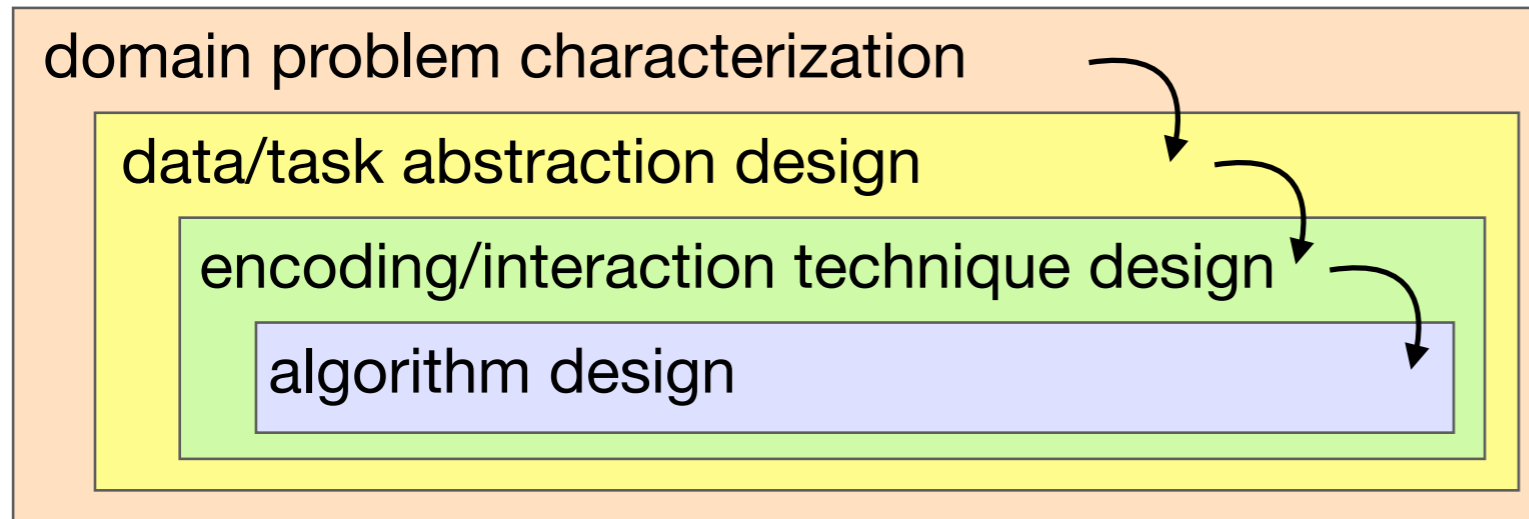 domain problem characterization
data/task abstraction design
encoding/interaction technique design
algorithm design